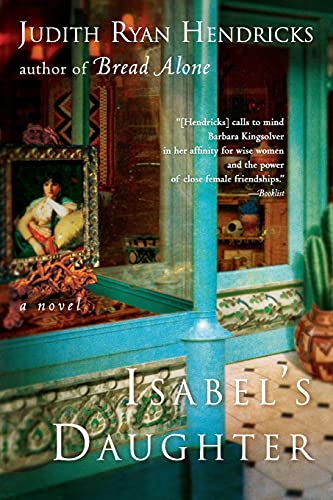 JUDITH RYAN HENDRICKS
author of Bread Alone
"[Hendricks] calls to mind
Barbara Kingsolver
in her affinity for wise women
and the power
of close female friendships."
—Booklist
a novel
ISABEL'S
DAUGHTER